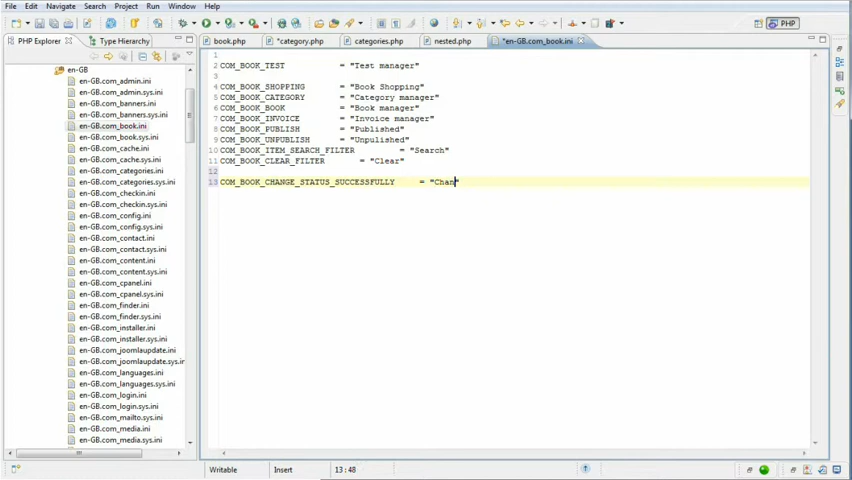 File Edit Navigate Search Project Run Window Help
PHP
PHP Explorer Type Hierarchy
book.php *category.php categories.php nested.php *en-GB.com_book.ini
en-GB
en-GB.com_admin.ini
en-GB.com_admin.sys.ini
en-GB.com_banners.ini
en-GB.com_banners.sys.ini
en-GB.com_book.ini
en-GB.com_book.sys.ini
en-GB.com_cache.ini
en-GB.com_cache.sys.ini
en-GB.com_categories.ini
en-GB.com_categories.sys.ini
en-GB.com_checkin.ini
en-GB.com_checkin.sys.ini
en-GB.com_config.ini
en-GB.com_config.sys.ini
en-GB.com_contact.ini
en-GB.com_contact.sys.ini
en-GB.com_content.ini
en-GB.com_content.sys.ini
en-GB.com_cpanel.ini
en-GB.com_cpanel.sys.ini
en-GB.com_finder.ini
en-GB.com_finder.sys.ini
en-GB.com_installer.ini
en-GB.com_installer.sys.ini
en-GB.com_joomlaupdate.ini
en-GB.com_joomlaupdate.sys.ini
en-GB.com_languages.ini
en-GB.com_languages.sys.ini
en-GB.com_login.ini
en-GB.com_login.sys.ini
en-GB.com_mailto.sys.ini
en-GB.com_media.ini
en-GB.com_media.sys.ini
1
2 COM_BOOK_TEST = "Test manager"
3
4 COM_BOOK_SHOPPING = "Book Shopping"
5 COM_BOOK_CATEGORY = "Category manager"
6 COM_BOOK_BOOK = "Book manager"
7 COM_BOOK_INVOICE = "Invoice manager"
8 COM_BOOK_PUBLISH = "Published"
9 COM_BOOK_UNPUBLISH = "Unpulished"
10 COM_BOOK_ITEM_SEARCH_FILTER = "Search"
11 COM_BOOK_CLEAR_FILTER = "Clear"
12
13 COM_BOOK_CHANGE_STATUS_SUCCESSFULLY = "Chan"
Writable Insert 13 : 48